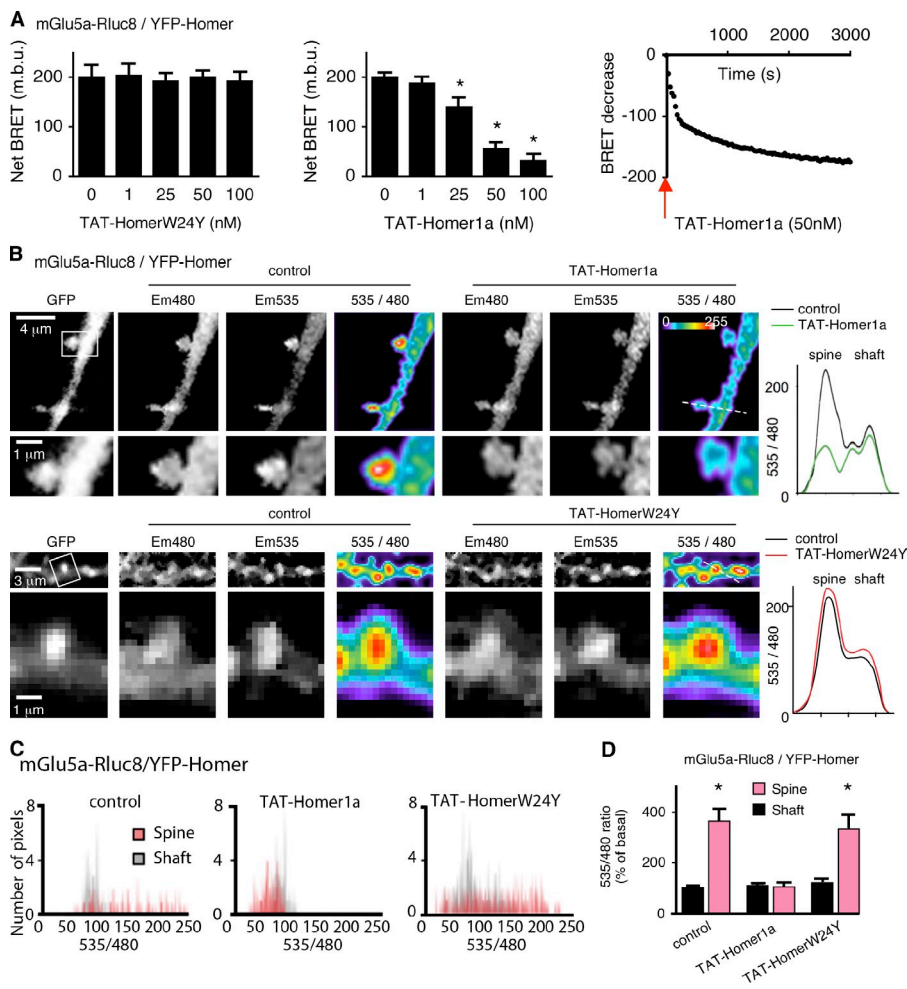 A
mGlu5a-Rluc8 / YFP-Homer
Net BRET (m.b.u.)
200
100
0
0 1 25 50 100
TAT-HomerW24Y (nM)
Net BRET (m.b.u.)
200
100
0
* * *
0 1 25 50 100
TAT-Homer1a (nM)
1000 2000 3000
Time (s)
BRET decrease
0
-100
-200
TAT-Homer1a (50nM)
B
mGlu5a-Rluc8 / YFP-Homer
control TAT-Homer1a
GFP Em480 Em535 535 / 480 Em480 Em535 535 / 480
4 μm
0 255
1 μm
control
TAT-Homer1a
spine shaft
535 / 480
200
0
control TAT-HomerW24Y
GFP Em480 Em535 535 / 480 Em480 Em535 535 / 480
3 μm
1 μm
control
TAT-HomerW24Y
spine shaft
535 / 480
200
0
C
mGlu5a-Rluc8/YFP-Homer
Number of pixels
8
4
0
control
Spine
Shaft
0 50 100 150 200 250
535/480
8
4
0
TAT-Homer1a
0 50 100 150 200 250
535/480
8
4
0
TAT-HomerW24Y
0 50 100 150 200 250
535/480
D
mGlu5a-Rluc8 / YFP-Homer
535/480 ratio
(% of basal)
400
200
0
* *
Spine
Shaft
control
TAT-Homer1a
TAT-HomerW24Y